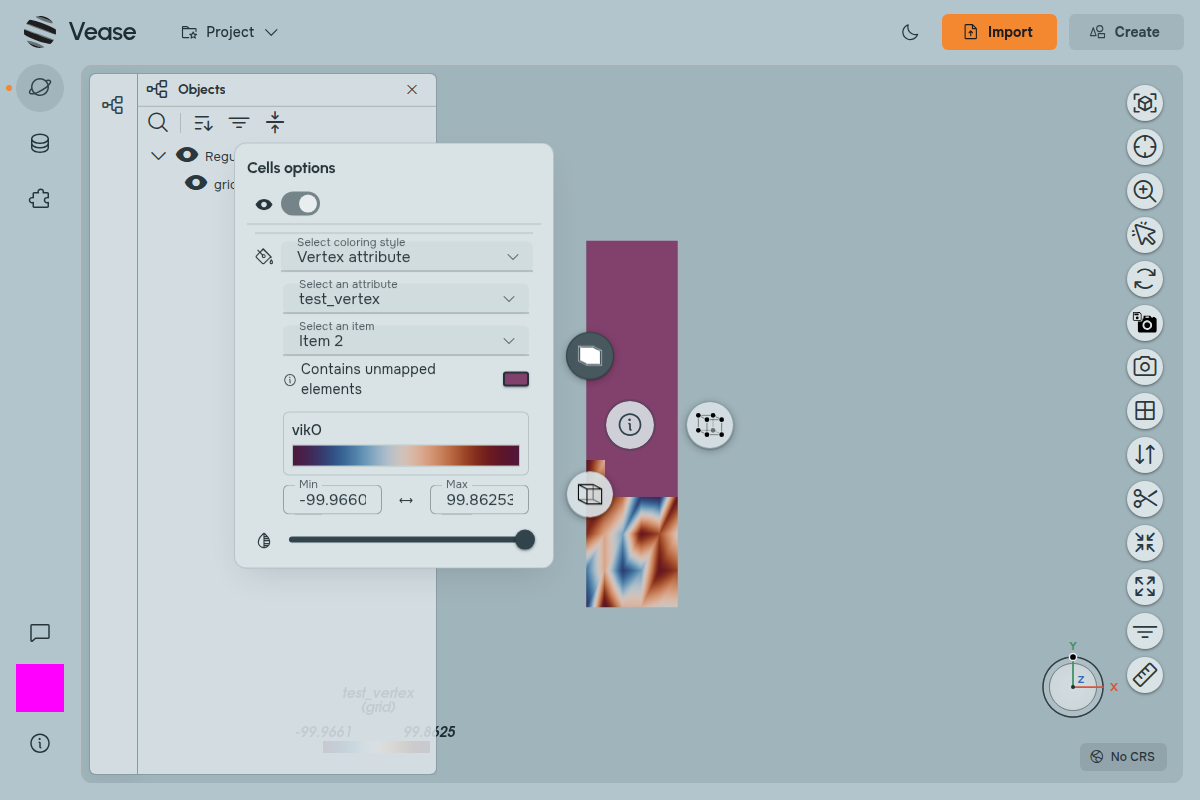 Vease
Project
Import
Create
Objects
Regu
grid
Cells options
Select coloring style
Vertex attribute
Select an attribute
test_vertex
Select an item
Item 2
Contains unmapped
elements
vikO
Min
-99.9660
Max
99.86253
test_vertex
(grid)
-99.9661
99.8625
Y
Z
X
No CRS